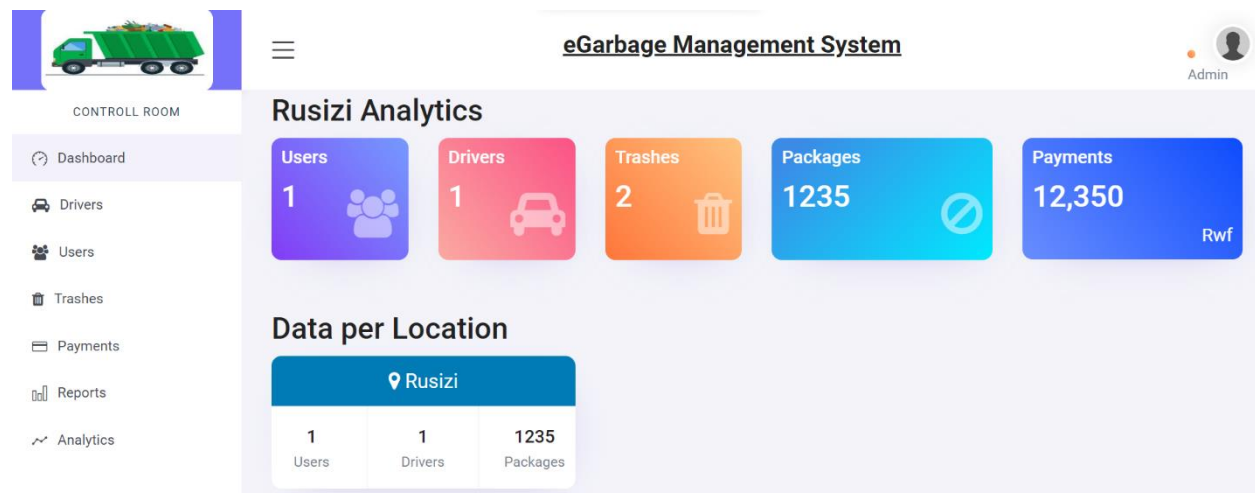 eGarbage Management System
Admin
CONTROLL ROOM
Dashboard
Drivers
Users
Trashes
Payments
Reports
Analytics
Rusizi Analytics
Users
1
Drivers
1
Trashes
2
Packages
1235
Payments
12,350
Rwf
Data per Location
Rusizi
1 1 1235
Users Drivers Packages